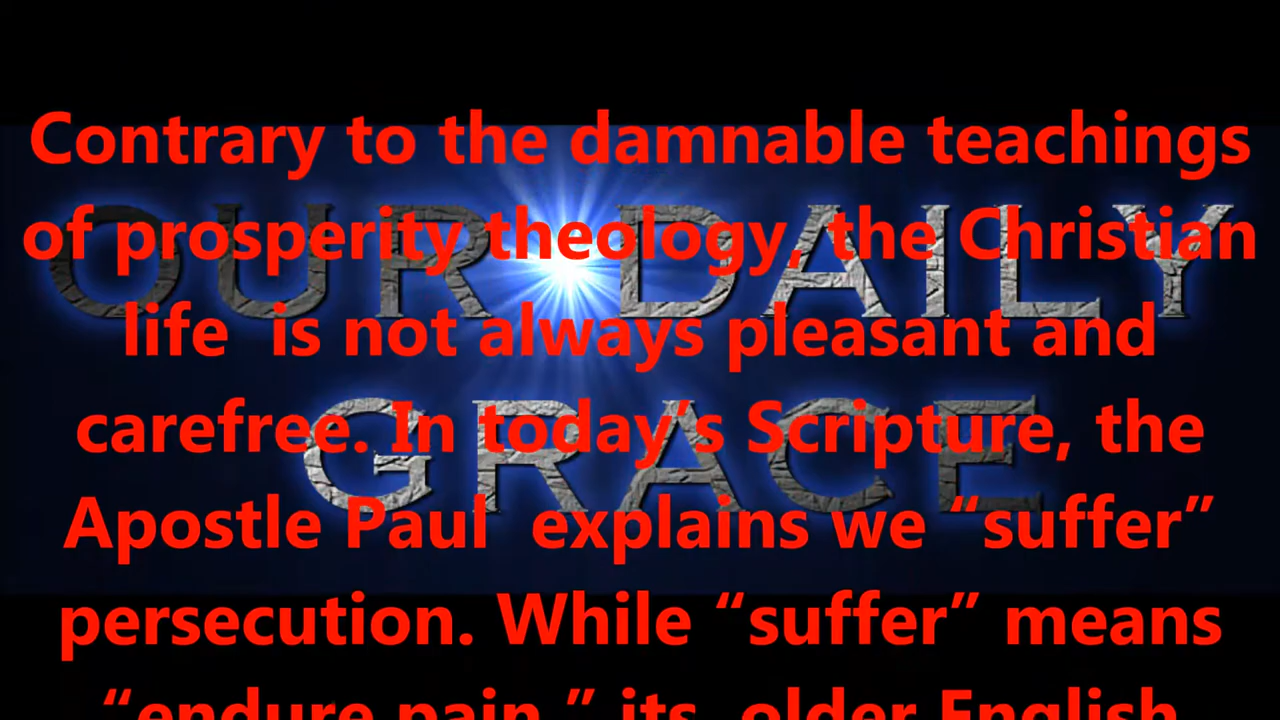 Contrary to the damnable teachings
of prosperity theology, the Christian
life  is not always pleasant and
carefree. In today’s Scripture, the
Apostle Paul  explains we “suffer”
persecution. While “suffer” means
“endure pain,” its  older English
OUR DAILY
GRACE